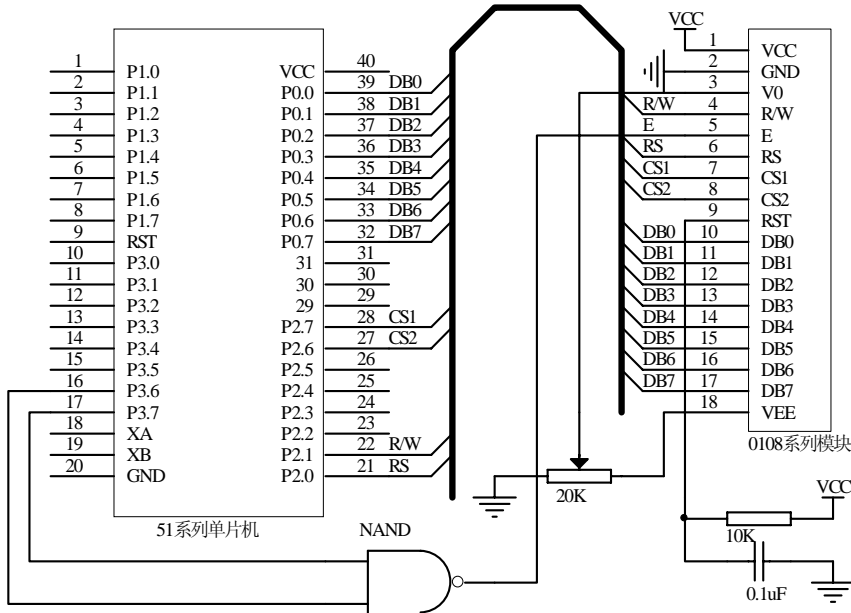 1 P1.0
2 P1.1
3 P1.2
4 P1.3
5 P1.4
6 P1.5
7 P1.6
8 P1.7
9 RST
10 P3.0
11 P3.1
12 P3.2
13 P3.3
14 P3.4
15 P3.5
16 P3.6
17 P3.7
18 XA
19 XB
20 GND
VCC 40
P0.0 39 DB0
P0.1 38 DB1
P0.2 37 DB2
P0.3 36 DB3
P0.4 35 DB4
P0.5 34 DB5
P0.6 33 DB6
P0.7 32 DB7
31 31
30 30
29 29
P2.7 28 CS1
P2.6 27 CS2
P2.5 26
P2.4 25
P2.3 24
P2.2 23
P2.1 22 R/W
P2.0 21 RS
51系列单片机
NAND
VCC
1 VCC
2 GND
3 V0
R/W 4 R/W
E 5 E
RS 6 RS
CS1 7 CS1
CS2 8 CS2
9 RST
DB0 10 DB0
DB1 11 DB1
DB2 12 DB2
DB3 13 DB3
DB4 14 DB4
DB5 15 DB5
DB6 16 DB6
DB7 17 DB7
18 VEE
0108系列模块
20K
VCC
10K
0.1uF